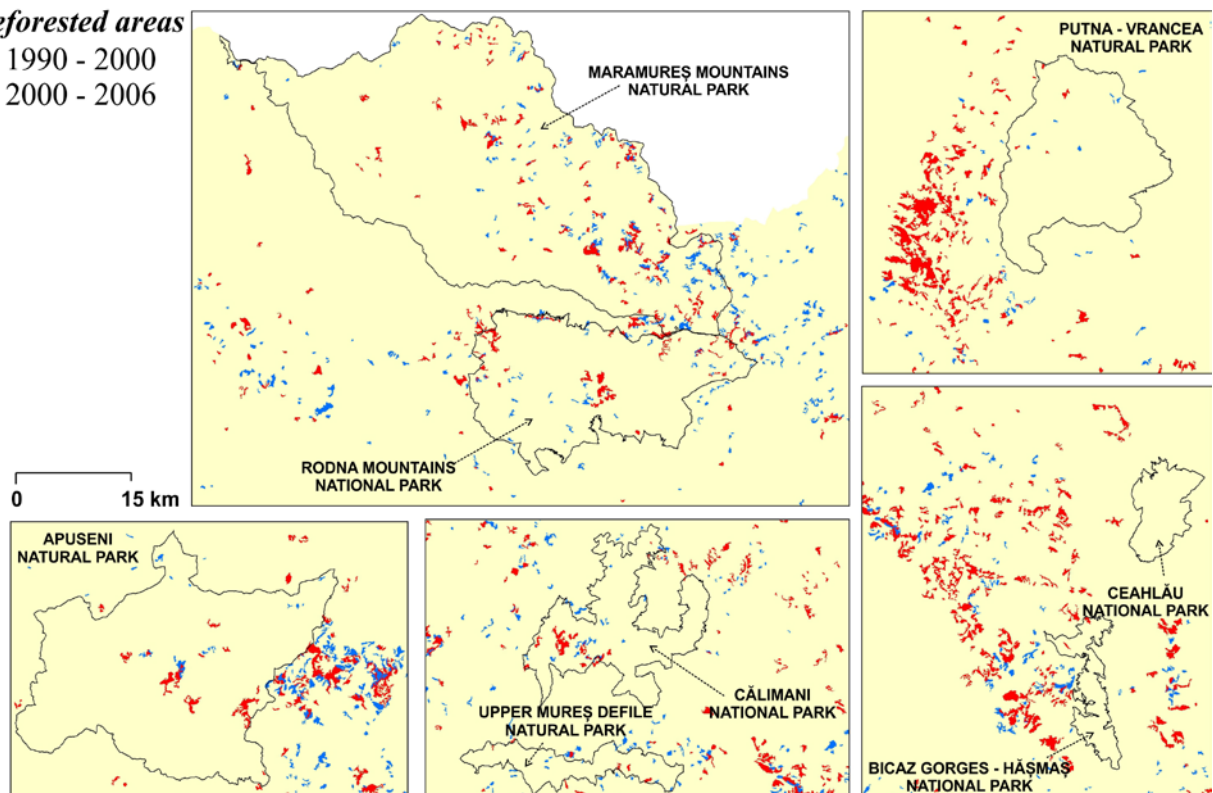 eforested areas
1990 - 2000
2000 - 2006
MARAMUREȘ MOUNTAINS
NATURAL PARK
PUTNA - VRANCEA
NATURAL PARK
RODNA MOUNTAINS
NATIONAL PARK
0 15 km
APUSENI
NATURAL PARK
CĂLIMANI
NATIONAL PARK
UPPER MUREȘ DEFILE
NATURAL PARK
CEAHLĂU
NATIONAL PARK
BICAZ GORGES - HĂȘMAȘ
NATIONAL PARK